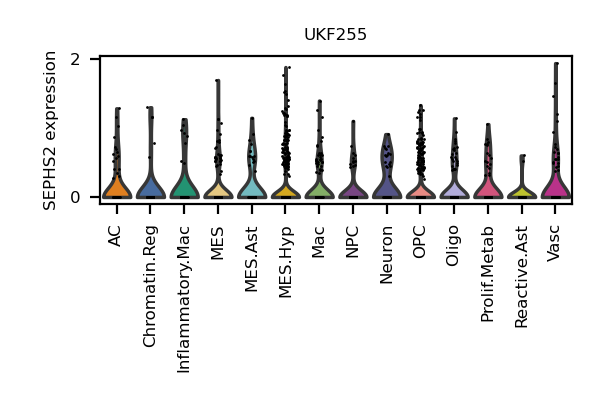 UKF255
SEPHS2 expression
2
0
AC
Chromatin.Reg
Inflammatory.Mac
MES
MES.Ast
MES.Hyp
Mac
NPC
Neuron
OPC
Oligo
Prolif.Metab
Reactive.Ast
Vasc